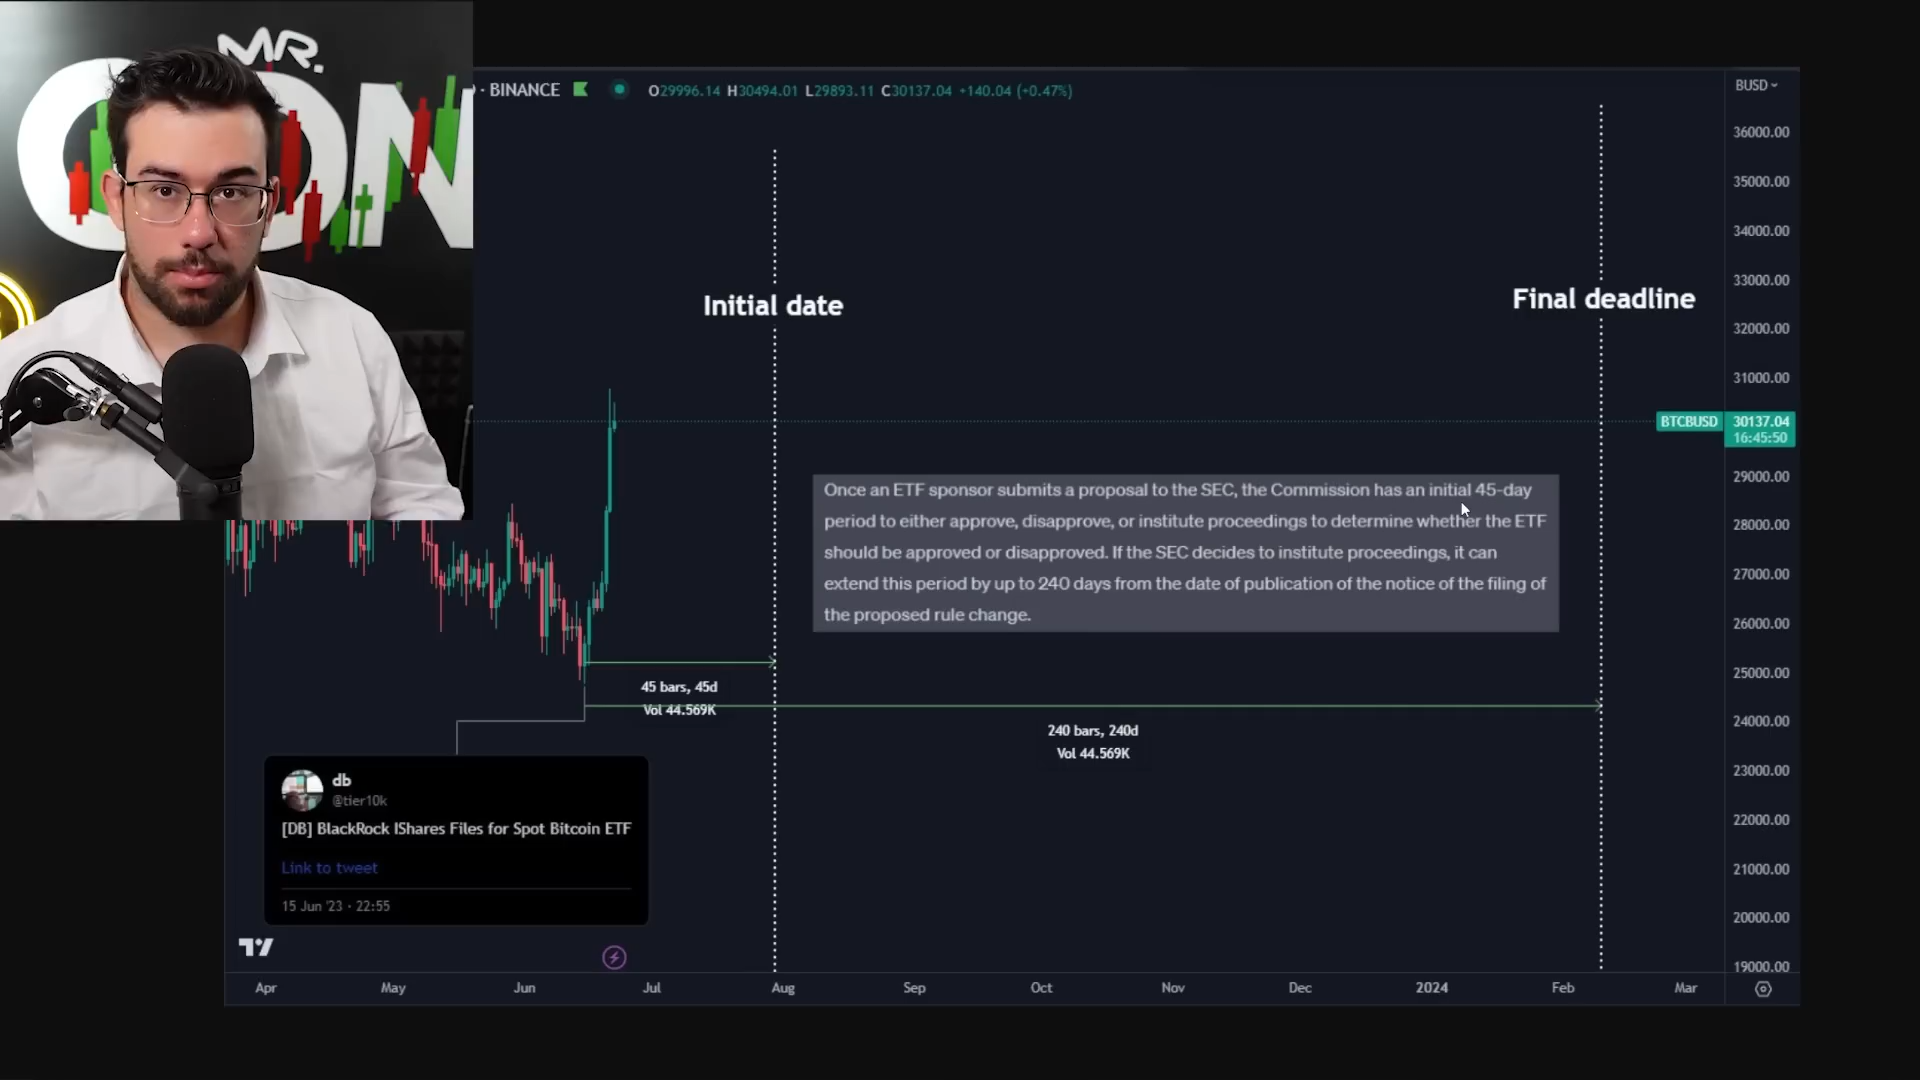 MR.
CON
· BINANCE
O29996.14 H30494.01 L29893.11 C30137.04 +140.04 (+0.47%)
BUSD
36000.00
35000.00
34000.00
33000.00
32000.00
31000.00
BTCBUSD 30137.04
16:45:50
29000.00
28000.00
27000.00
26000.00
25000.00
24000.00
23000.00
22000.00
21000.00
20000.00
19000.00
Initial date
Final deadline
Once an ETF sponsor submits a proposal to the SEC, the Commission has an initial 45-day
period to either approve, disapprove, or institute proceedings to determine whether the ETF
should be approved or disapproved. If the SEC decides to institute proceedings, it can
extend this period by up to 240 days from the date of publication of the notice of the filing of
the proposed rule change.
45 bars, 45d
Vol 44.569K
240 bars, 240d
Vol 44.569K
db
@tier10k
[DB] BlackRock IShares Files for Spot Bitcoin ETF
Link to tweet
15 Jun '23 · 22:55
Apr May Jun Jul Aug Sep Oct Nov Dec 2024 Feb Mar